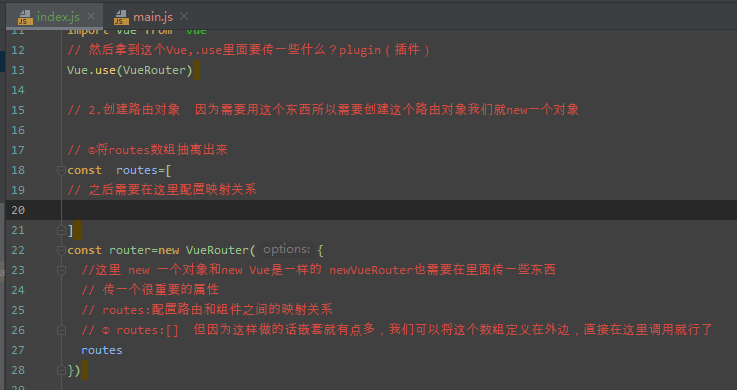 index.js main.js
11 import Vue from 'vue'
12 // 然后拿到这个Vue,.use里面要传一些什么？plugin（插件）
13 Vue.use(VueRouter)
14
15 // 2.创建路由对象 因为需要用这个东西所以需要创建这个路由对象我们就new一个对象
16
17 // ①将routes数组抽离出来
18 const routes=[
19 // 之后需要在这里配置映射关系
20
21 ]
22 const router=new VueRouter( options: {
23 //这里 new 一个对象和new Vue是一样的 newVueRouter也需要在里面传一些东西
24 // 传一个很重要的属性
25 // routes:配置路由和组件之间的映射关系
26 // ① routes:[] 但因为这样做的话嵌套就有点多，我们可以将这个数组定义在外边，直接在这里调用就行了
27 routes
28 })
29